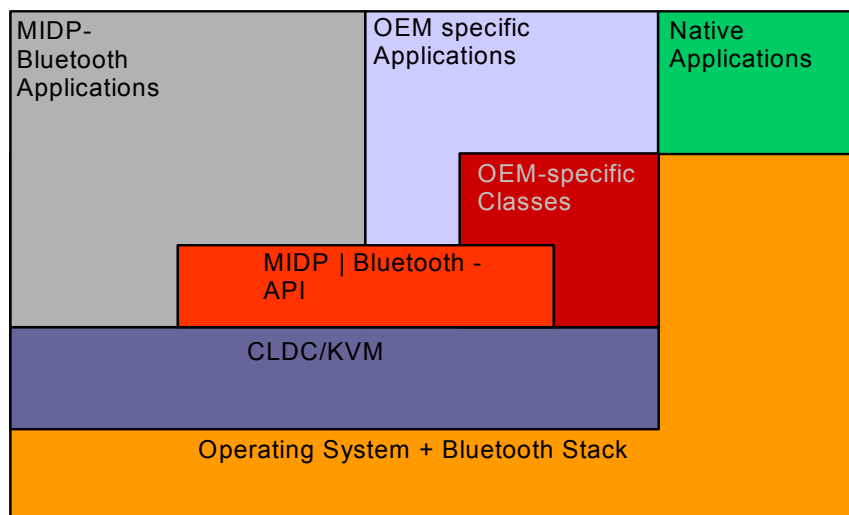 MIDP-
Bluetooth
Applications
OEM specific
Applications
Native
Applications
OEM-specific
Classes
MIDP | Bluetooth -
API
CLDC/KVM
Operating System + Bluetooth Stack